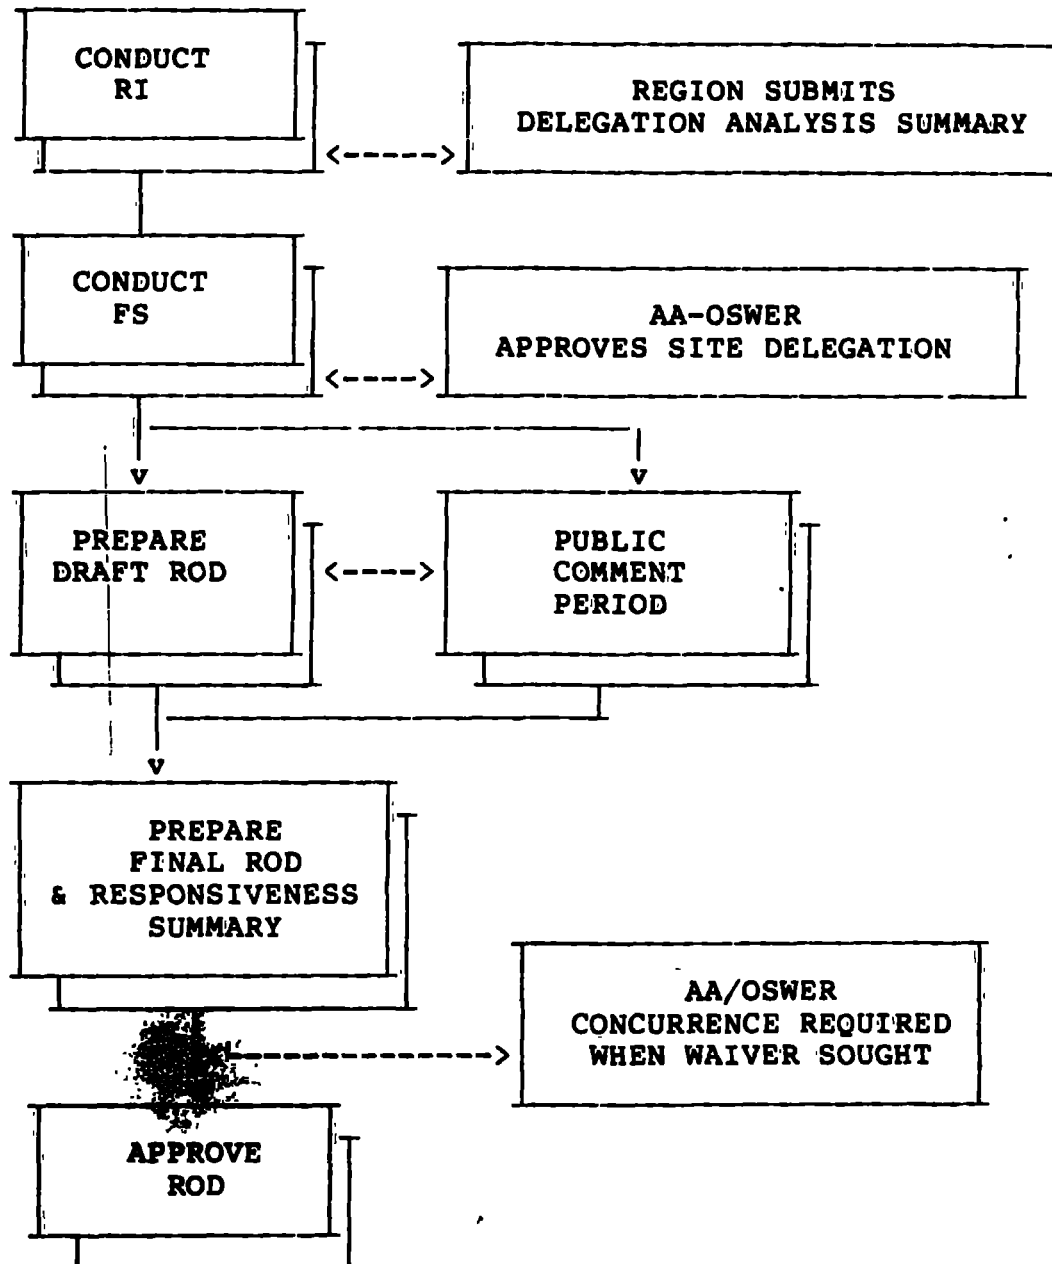 CONDUCT
RI
REGION SUBMITS
DELEGATION ANALYSIS SUMMARY
CONDUCT
FS
AA-OSWER
APPROVES SITE DELEGATION
PREPARE
DRAFT ROD
PUBLIC
COMMENT
PERIOD
PREPARE
FINAL ROD
& RESPONSIVENESS
SUMMARY
AA/OSWER
CONCURRENCE REQUIRED
WHEN WAIVER SOUGHT
APPROVE
ROD